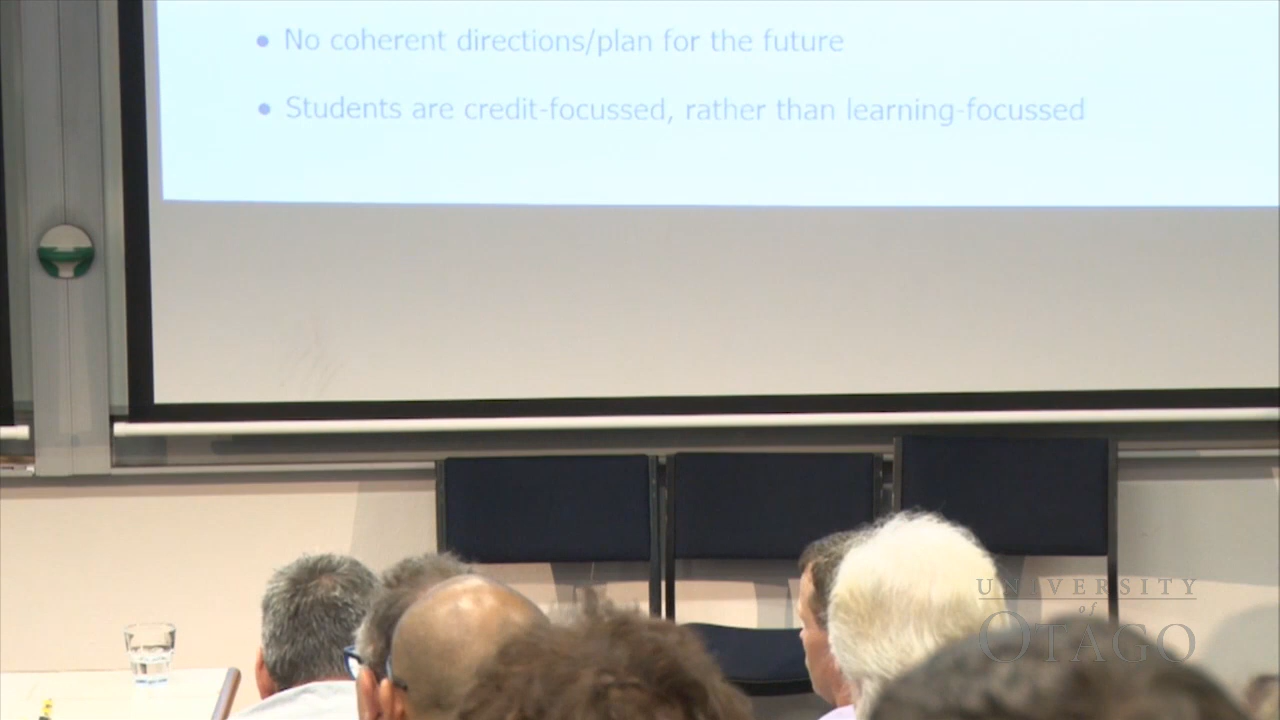 • No coherent directions/plan for the future
• Students are credit-focussed, rather than learning-focussed
UNIVERSITY
of
OTAGO